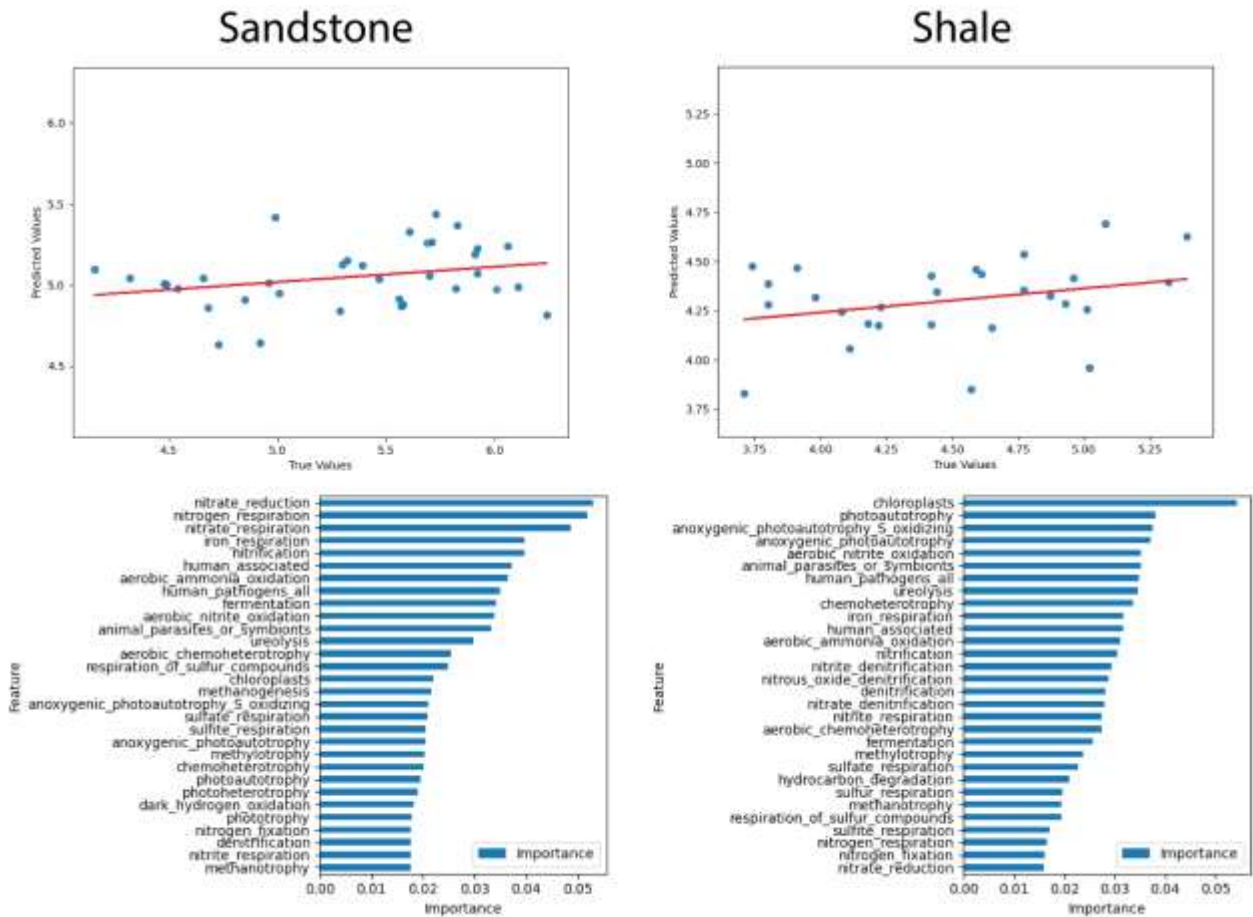 Sandstone
6.0
5.5
5.0
4.5
Predicted Values
4.5 5.0 5.5 6.0
True Values
Shale
5.25
5.00
4.75
4.50
4.25
4.00
3.75
Predicted Values
3.75 4.00 4.25 4.50 4.75 5.00 5.25
True Values
nitrate_reduction
nitrogen_respiration
nitrate_respiration
iron_respiration
nitrification
human_associated
aerobic_ammonia_oxidation
human_pathogens_all
fermentation
aerobic_nitrite_oxidation
animal_parasites_or_symbionts
ureolysis
aerobic_chemoheterotrophy
respiration_of_sulfur_compounds
chloroplasts
methanogenesis
anoxygenic_photoautotrophy_S_oxidizing
sulfate_respiration
sulfite_respiration
anoxygenic_photoautotrophy
methylotrophy
chemoheterotrophy
photoautotrophy
photoheterotrophy
dark_hydrogen_oxidation
phototrophy
nitrogen_fixation
denitrification
nitrite_respiration
methanotrophy
Feature
Importance
0.00 0.01 0.02 0.03 0.04 0.05
Importance
chloroplasts
photoautotrophy
anoxygenic_photoautotrophy_S_oxidizing
anoxygenic_photoautotrophy
aerobic_nitrite_oxidation
animal_parasites_or_symbionts
human_pathogens_all
ureolysis
chemoheterotrophy
iron_respiration
human_associated
aerobic_ammonia_oxidation
nitrification
nitrite_denitrification
nitrous_oxide_denitrification
denitrification
nitrate_denitrification
nitrite_respiration
aerobic_chemoheterotrophy
fermentation
methylotrophy
sulfate_respiration
hydrocarbon_degradation
sulfur_respiration
methanotrophy
respiration_of_sulfur_compounds
sulfite_respiration
nitrogen_respiration
nitrogen_fixation
nitrate_reduction
Feature
Importance
0.00 0.01 0.02 0.03 0.04 0.05
Importance